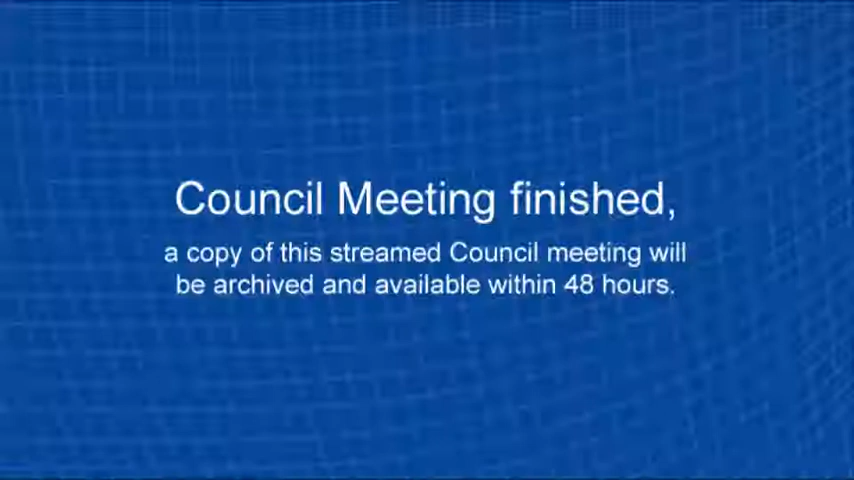 Council Meeting finished,
a copy of this streamed Council meeting will
be archived and available within 48 hours.